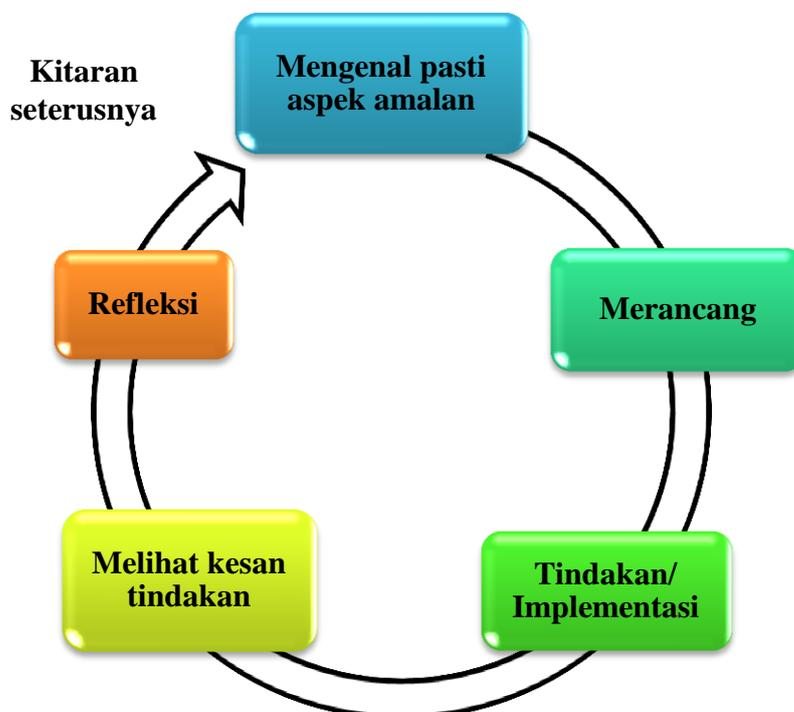 Mengenal pasti
aspek amalan
Kitaran
seterusnya
Merancang
Refleksi
Tindakan/
Implementasi
Melihat kesan
tindakan